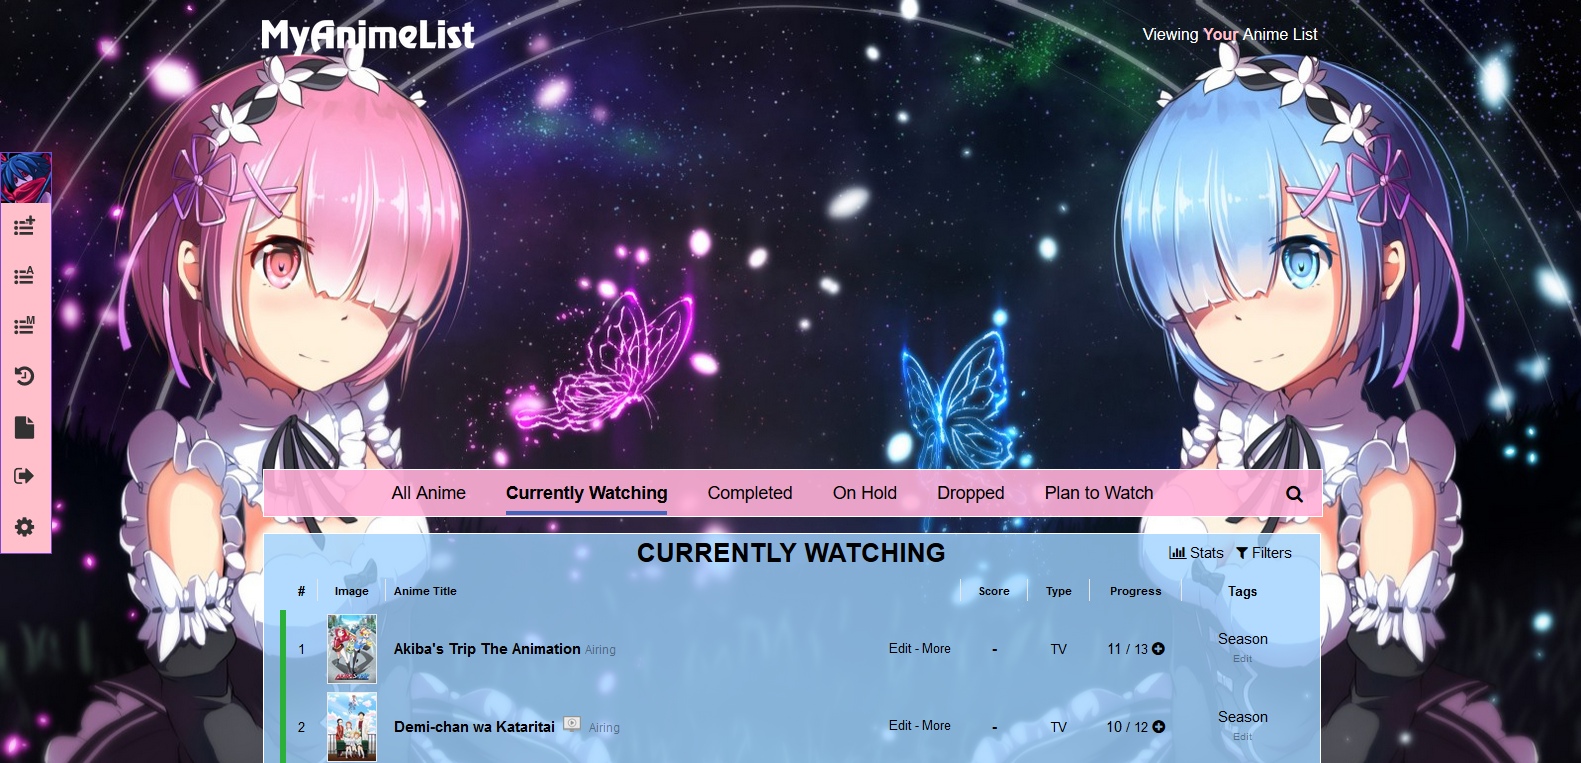 MyAnimeList
Viewing Your Anime List
All Anime Currently Watching Completed On Hold Dropped Plan to Watch
CURRENTLY WATCHING
Stats Filters
# Image Anime Title Score Type Progress Tags
1 Akiba's Trip The Animation Airing Edit - More - TV 11 / 13 Season
Edit
2 Demi-chan wa Kataritai Airing Edit - More - TV 10 / 12 Season
Edit
A
M